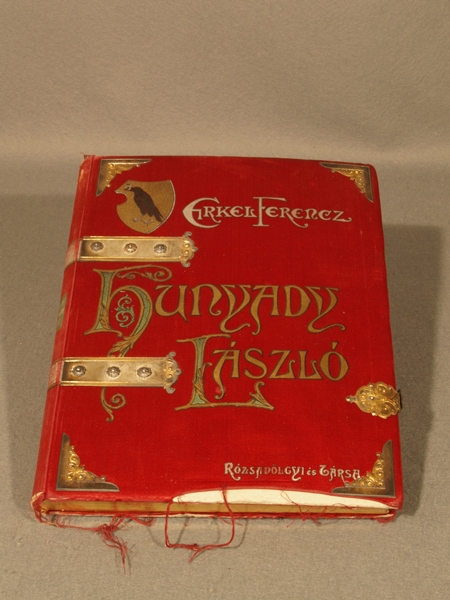 ERKEL FERENCZ
HUNYADY
LÁSZLÓ
RÓZSAVÖLGYI és TÁRSA